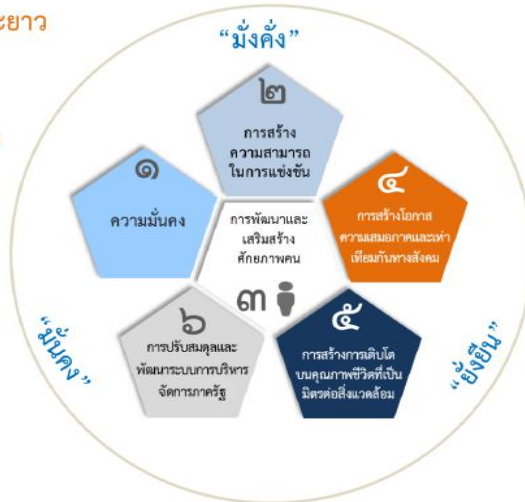 ะยาว
“มั่งคั่ง”
๒
การสร้าง
ความสามารถ
ในการแข่งขัน
๑
ความมั่นคง
การพัฒนาและ
เสริมสร้าง
ศักยภาพคน
๓
๔
การสร้างโอกาส
ความเสมอภาคและเท่า
เทียมกันทางสังคม
๖
การปรับสมดุลและ
พัฒนาระบบการบริหาร
จัดการภาครัฐ
๕
การสร้างการเติบโต
บนคุณภาพชีวิตที่เป็น
มิตรต่อสิ่งแวดล้อม
“มั่นคง”
“ยั่งยืน”